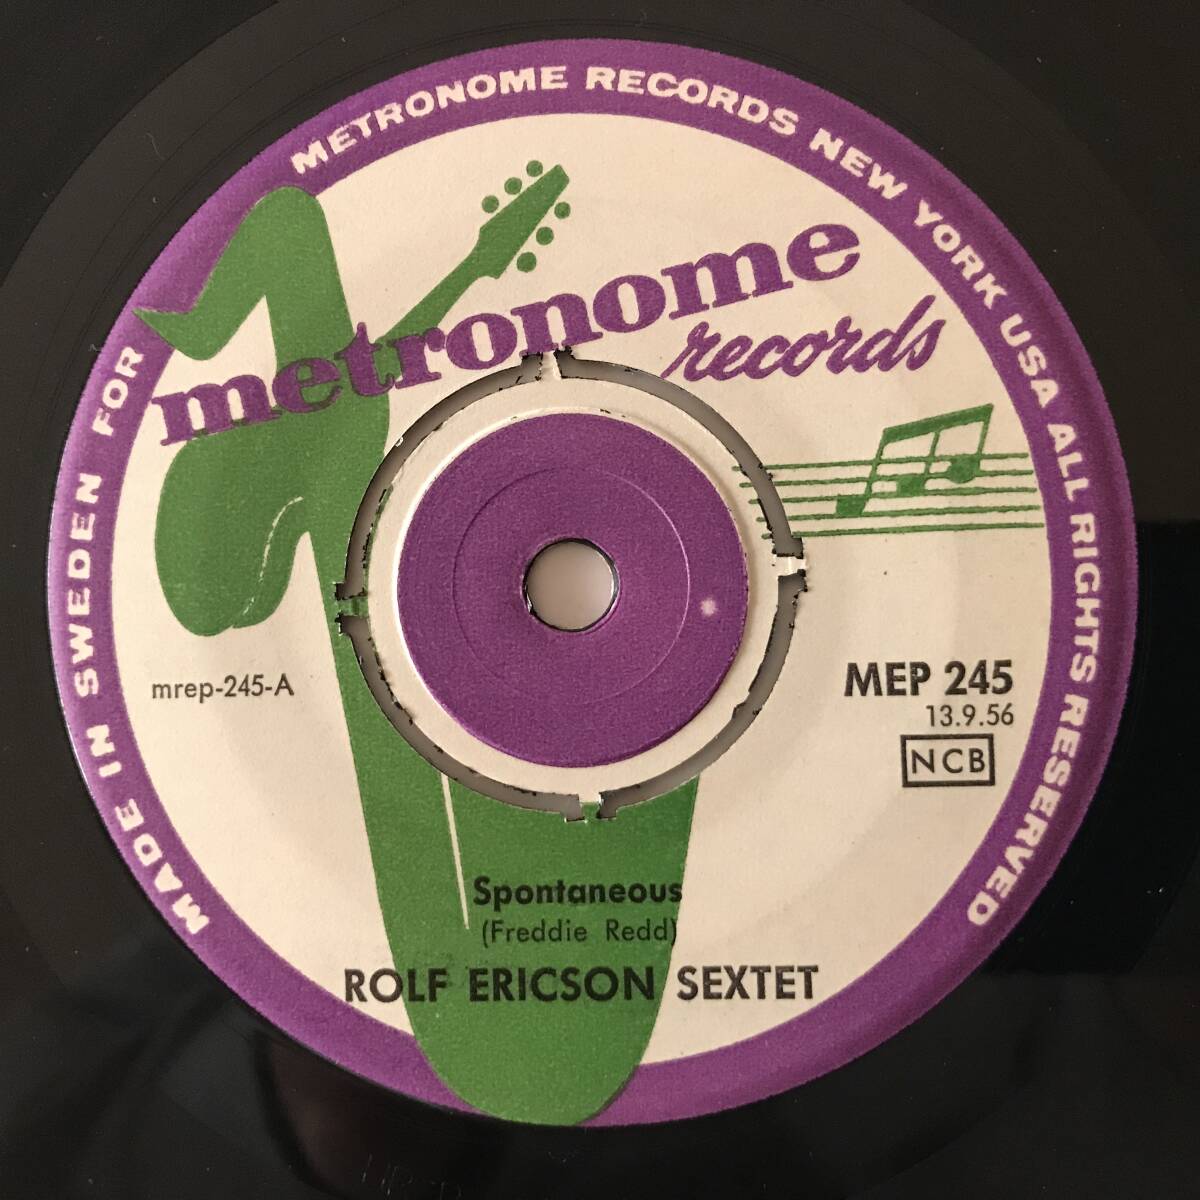 MADE IN SWEDEN FOR METRONOME RECORDS NEW YORK USA ALL RIGHTS RESERVED
metronome
records
mrep-245-A
MEP 245
13.9.56
NCB
Spontaneous
(Freddie Redd)
ROLF ERICSON SEXTET